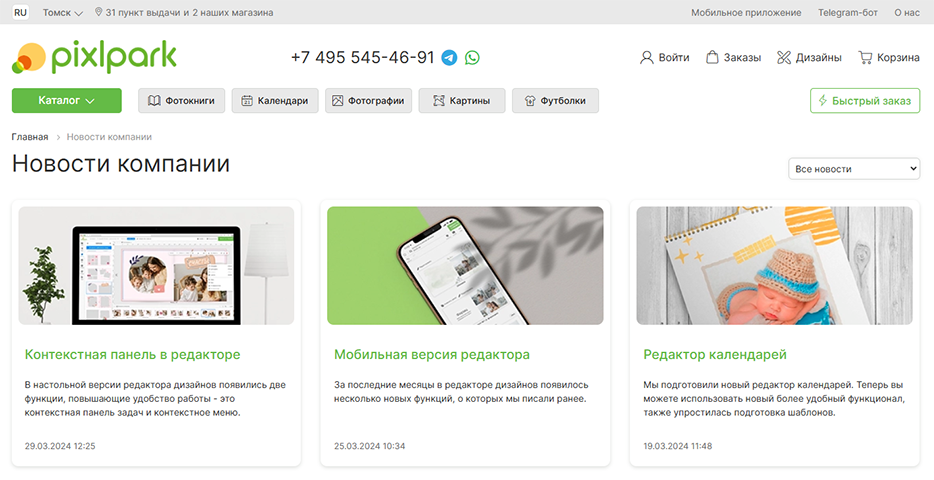 RU Томск 31 пункт выдачи и 2 наших магазина Мобильное приложение Telegram-бот О нас
pixlpark +7 495 545-46-91 Войти Заказы Дизайны Корзина
Каталог Фотокниги Календари Фотографии Картины Футболки Быстрый заказ
Главная > Новости компании
Новости компании
Все новости
Контекстная панель в редакторе
В настольной версии редактора дизайнов появились две
функции, повышающие удобство работы - это
контекстная панель задач и контекстное меню.
29.03.2024 12:25
Мобильная версия редактора
За последние месяцы в редакторе дизайнов появилось
несколько новых функций, о которых мы писали ранее.
25.03.2024 10:34
Редактор календарей
Мы подготовили новый редактор календарей. Теперь вы
можете использовать новый более удобный функционал,
также упростилась подготовка шаблонов.
19.03.2024 11:48